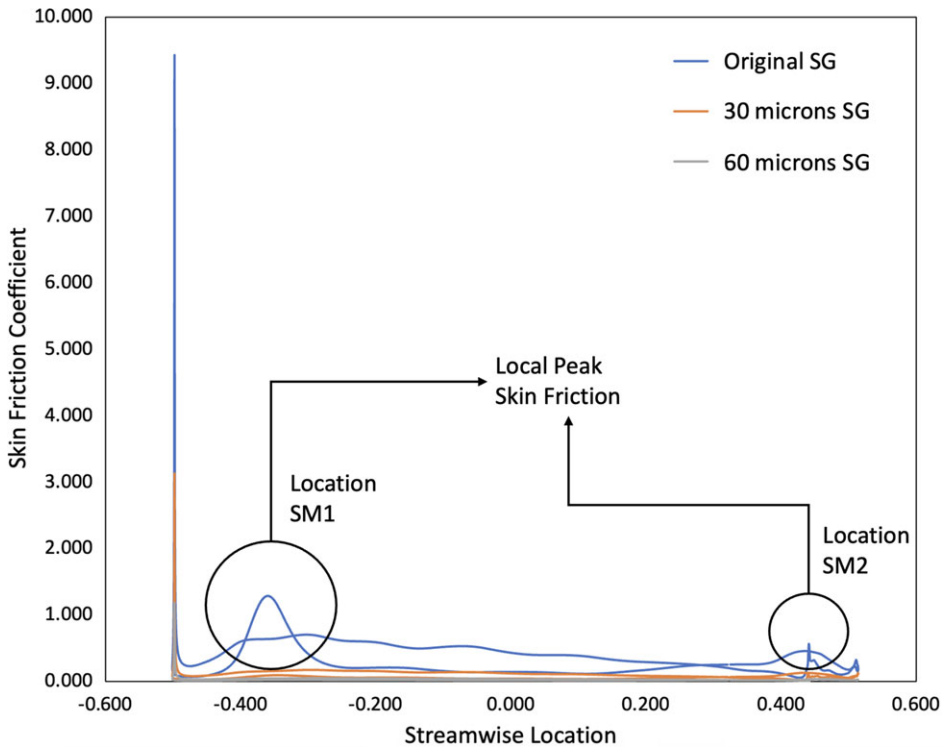 10.000
9.000
8.000
7.000
6.000
5.000
4.000
3.000
2.000
1.000
0.000
Skin Friction Coefficient
Original SG
30 microns SG
60 microns SG
Local Peak
Skin Friction
Location
SM1
Location
SM2
-0.600
-0.400
-0.200
0.000
0.200
0.400
0.600
Streamwise Location